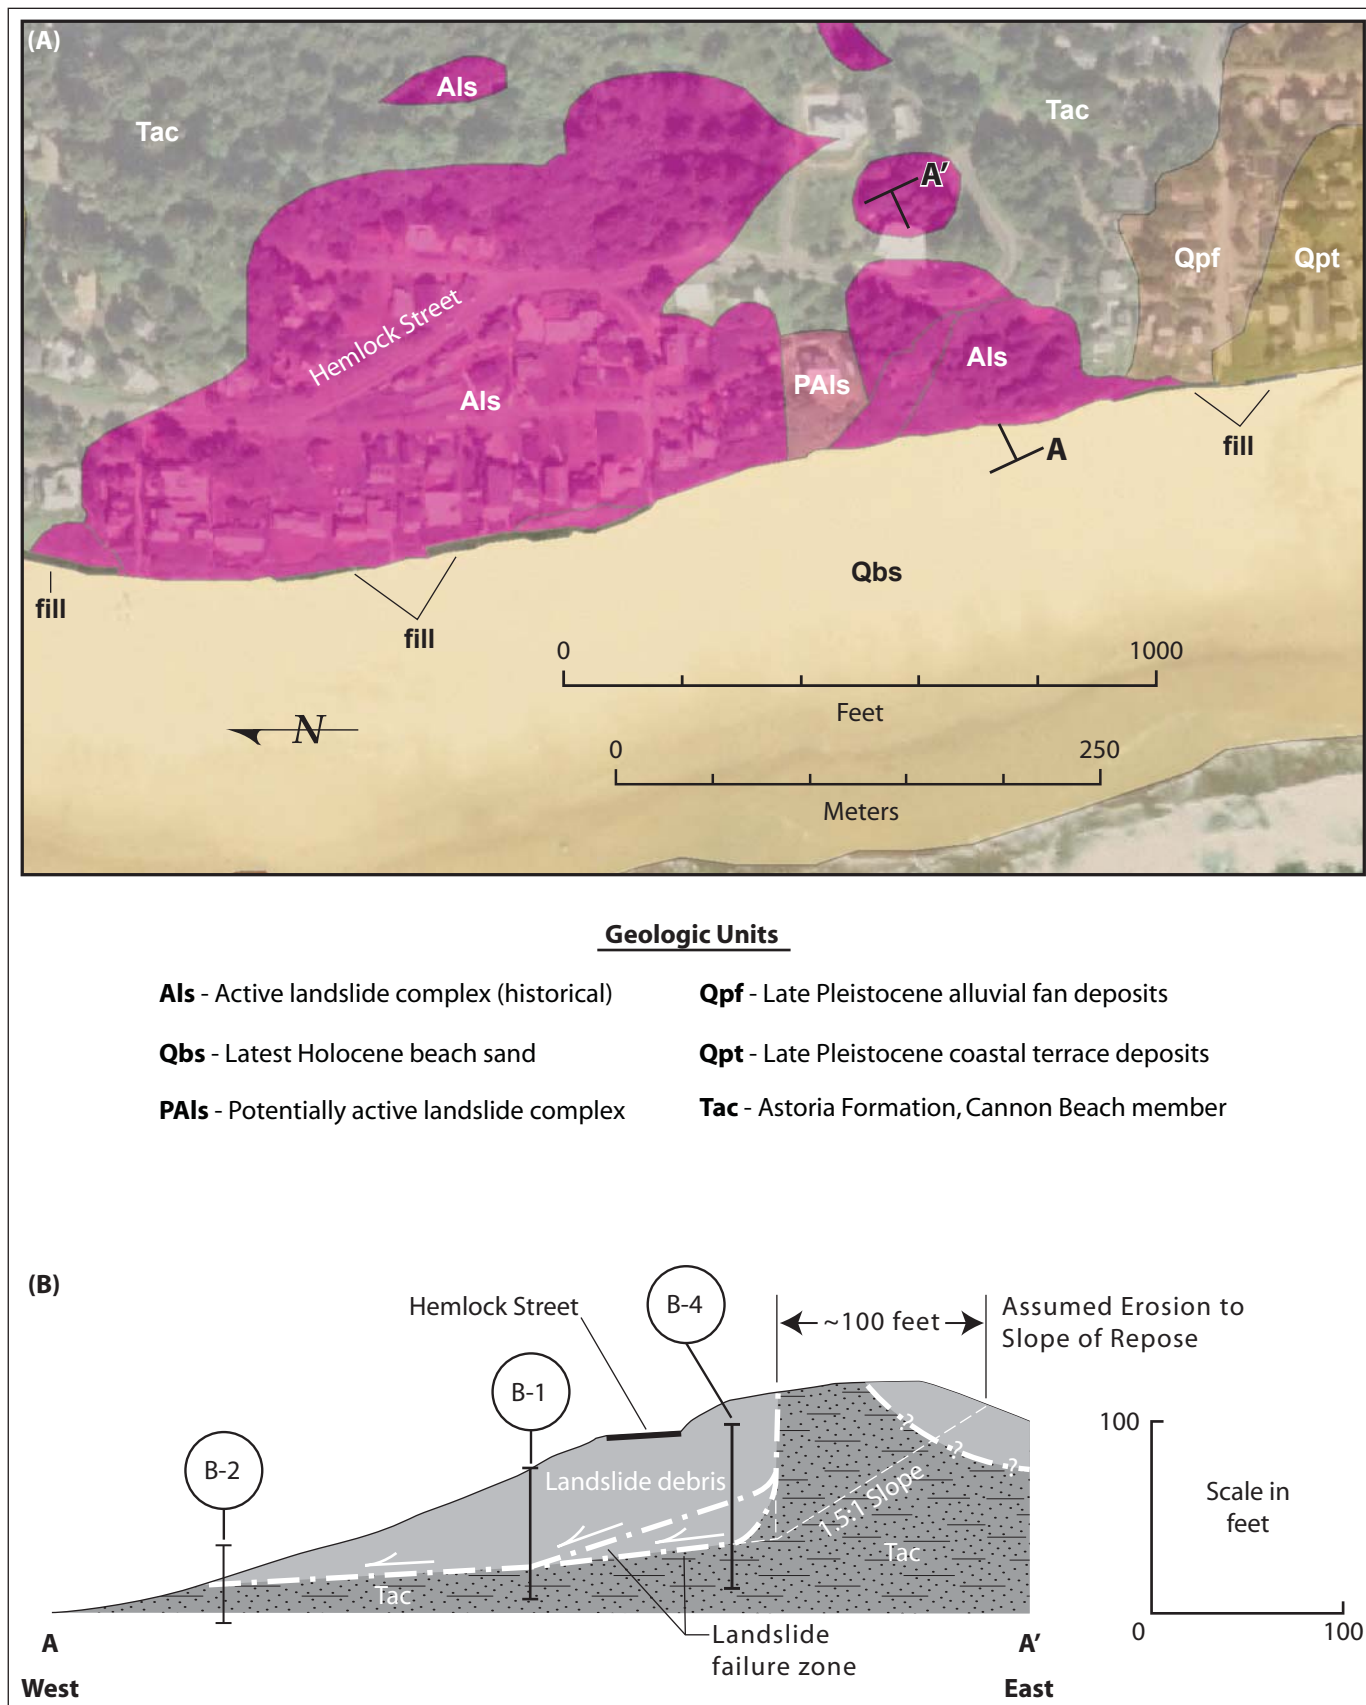 (A)
Als
Tac
Tac
A'
Qpf
Qpt
Hemlock Street
PAls
Als
Als
A
fill
Qbs
fill
fill
0
1000
Feet
N
0
250
Meters
Geologic Units
Als - Active landslide complex (historical)
Qpf - Late Pleistocene alluvial fan deposits
Qbs - Latest Holocene beach sand
Qpt - Late Pleistocene coastal terrace deposits
PAls - Potentially active landslide complex
Tac - Astoria Formation, Cannon Beach member
(B)
Hemlock Street
B-4
~100 feet
Assumed Erosion to
Slope of Repose
B-1
B-2
?
?
?
100
Landslide debris
1.5:1 Slope
Scale in
feet
Tac
Tac
A
Landslide
failure zone
A'
0
100
West
East